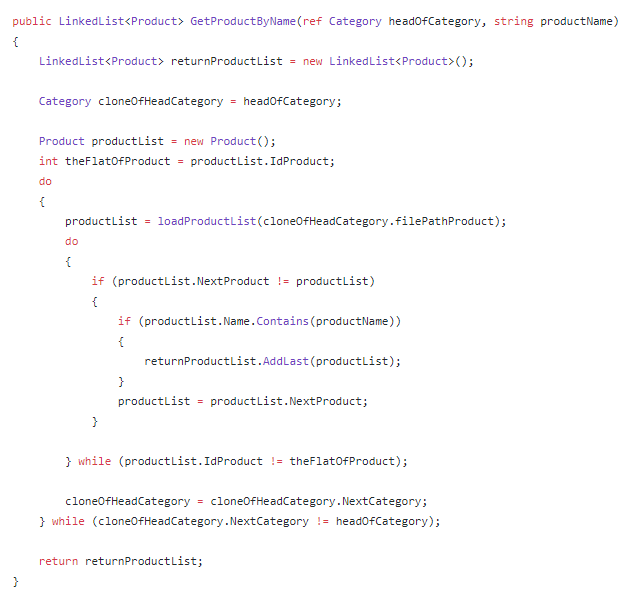 public LinkedList<Product> GetProductByName(ref Category headOfCategory, string productName)
{
    LinkedList<Product> returnProductList = new LinkedList<Product>();

    Category cloneOfHeadCategory = headOfCategory;

    Product productList = new Product();
    int theFlatOfProduct = productList.IdProduct;
    do
    {
        productList = loadProductList(cloneOfHeadCategory.filePathProduct);
        do
        {
            if (productList.NextProduct != productList)
            {
                if (productList.Name.Contains(productName))
                {
                    returnProductList.AddLast(productList);
                }
                productList = productList.NextProduct;
            }

        } while (productList.IdProduct != theFlatOfProduct);

        cloneOfHeadCategory = cloneOfHeadCategory.NextCategory;
    } while (cloneOfHeadCategory.NextCategory != headOfCategory);

    return returnProductList;
}